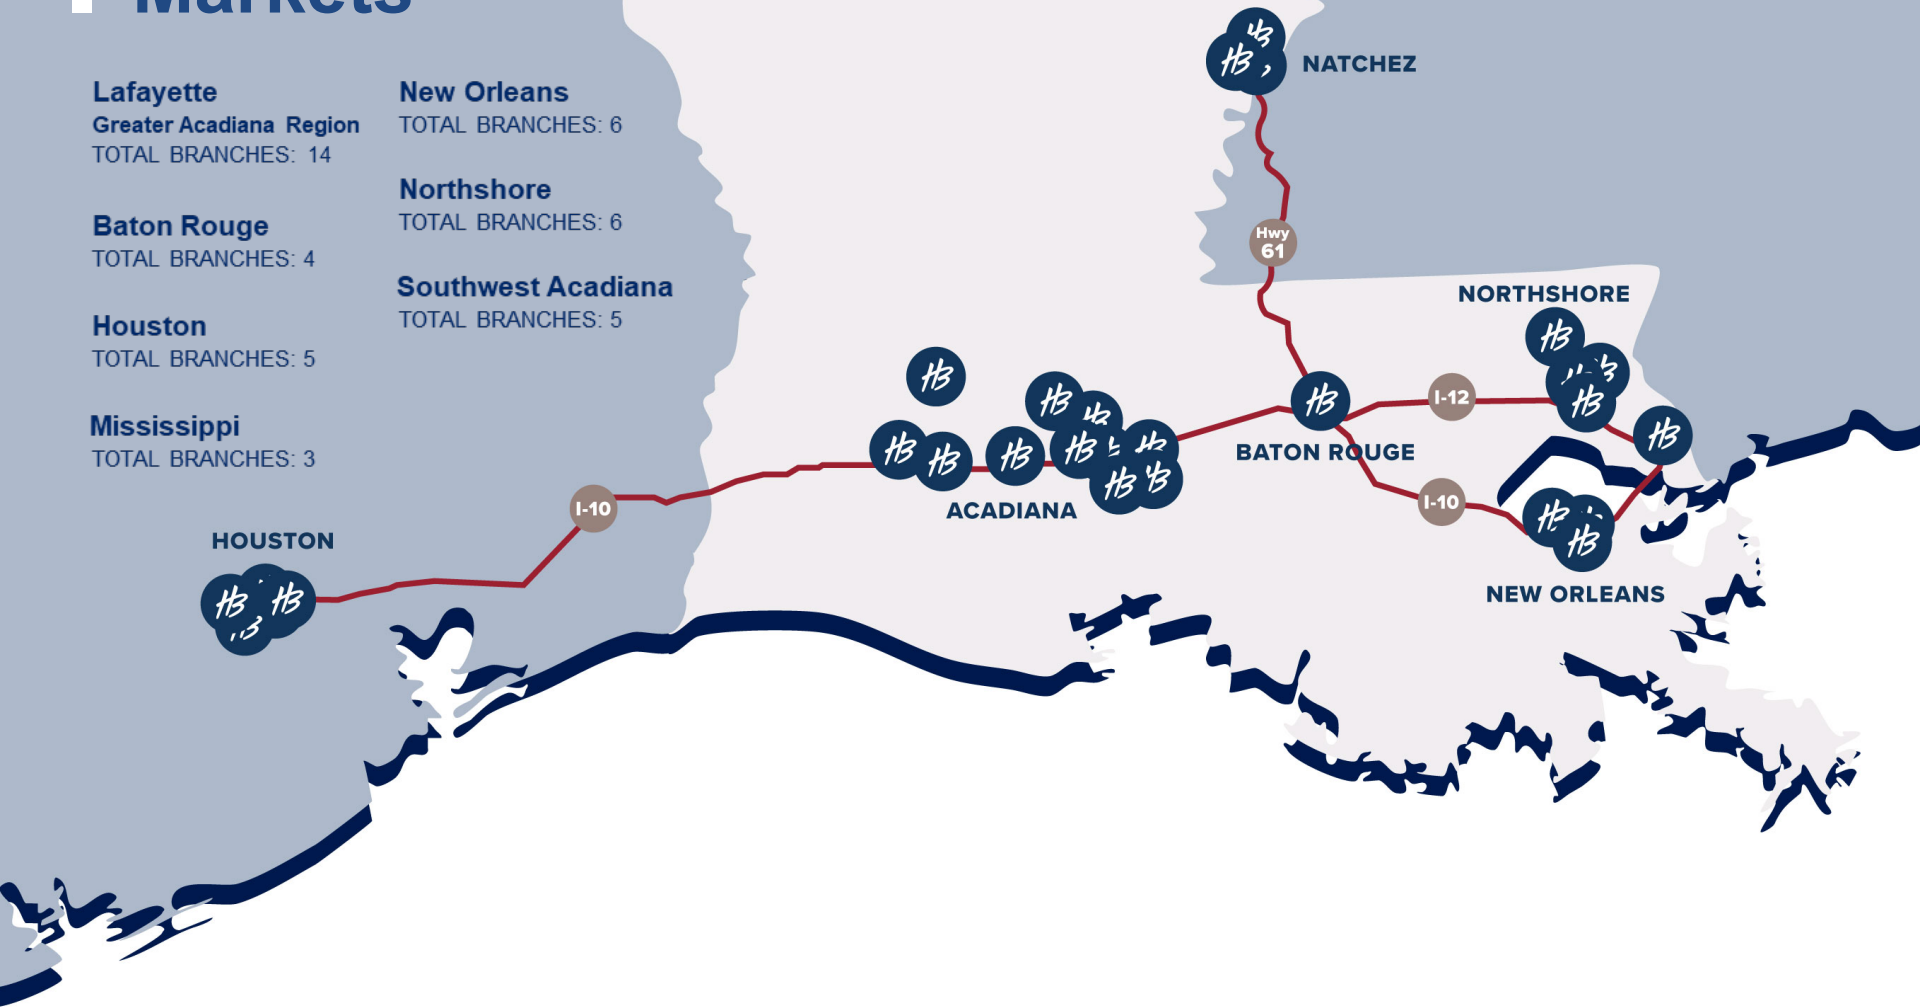 Markets
Lafayette
Greater Acadiana Region
TOTAL BRANCHES: 14
Baton Rouge
TOTAL BRANCHES: 4
Houston
TOTAL BRANCHES: 5
Mississippi
TOTAL BRANCHES: 3
New Orleans
TOTAL BRANCHES: 6
Northshore
TOTAL BRANCHES: 6
Southwest Acadiana
TOTAL BRANCHES: 5
NATCHEZ
Hwy
61
NORTHSHORE
I-12
BATON ROUGE
I-10
NEW ORLEANS
ACADIANA
I-10
HOUSTON